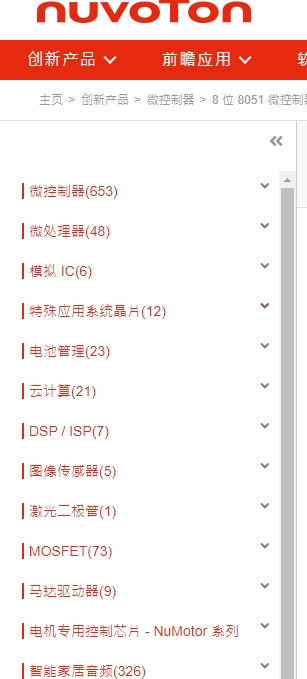 nuvoTon
创新产品 前瞻应用
主页 > 创新产品 > 微控制器 > 8 位 8051 微控制
微控制器(653)
微处理器(48)
模拟 IC(6)
特殊应用系统晶片(12)
电池管理(23)
云计算(21)
DSP / ISP(7)
图像传感器(5)
激光二极管(1)
MOSFET(73)
马达驱动器(9)
电机专用控制芯片 - NuMotor 系列
智能家居音频(326)